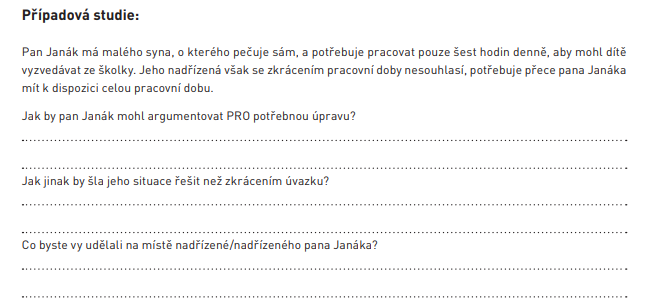 Případová studie:
Pan Janák má malého syna, o kterého pečuje sám, a potřebuje pracovat pouze šest hodin denně, aby mohl dítě
vyzvedávat ze školky. Jeho nadřízená však se zkrácením pracovní doby nesouhlasí, potřebuje přece pana Janáka
mít k dispozici celou pracovní dobu.
Jak by pan Janák mohl argumentovat PRO potřebnou úpravu?
Jak jinak by šla jeho situace řešit než zkrácením úvazku?
Co byste vy udělali na místě nadřízené/nadřízeného pana Janáka?